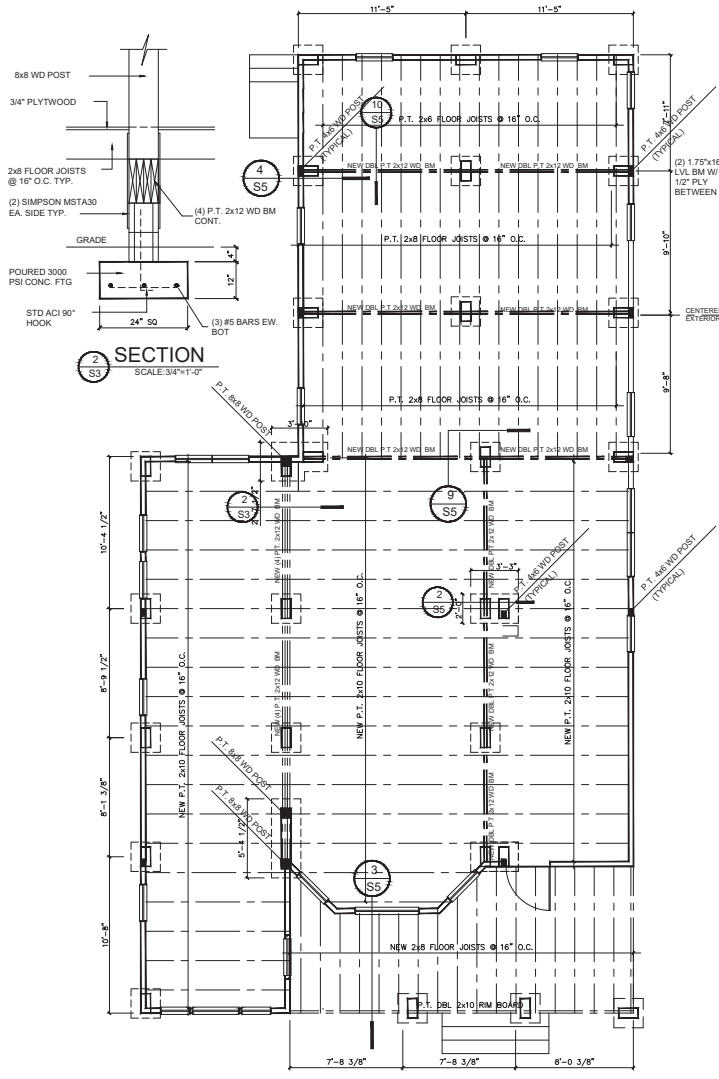 11'-5"
11'-5"
8x8 WD POST
3/4" PLYTWOOD
2x8 FLOOR JOISTS
@ 16" O.C. TYP.
(2) SIMPSON MSTA30
EA. SIDE TYP.
(4) P.T. 2x12 WD BM
CONT.
GRADE
4"
12"
POURED 3000
PSI CONC. FTG
STD ACI 90°
HOOK
24" SQ
(3) #5 BARS EW.
BOT
2
S3
SECTION
SCALE:3/4"=1'-0"
10
S5
P.T. 2x6 FLOOR JOISTS @ 16" O.C.
P.T. 4x6 WD POST
(TYPICAL)
P.T. 4x6 WD POST
(TYPICAL)
4
S5
NEW DBL P.T 2x12 WD BM
NEW DBL P.T 2x12 WD BM
(2) 1.75"x16
LVL BM W/
1/2" PLY
BETWEEN
P.T. 2x8 FLOOR JOISTS @ 16" O.C.
9'-10"
NEW DBL P.T 2x12 WD BM
NEW DBL P.T 2x12 WD BM
CENTERED
EXTERIOR
P.T. 2x8 FLOOR JOISTS @ 16" O.C.
9'-8"
P.T. 8x8 WD POST
NEW DBL P.T 2x12 WD BM
NEW DBL P.T 2x12 WD BM
2
S3
9
S5
10'-4 1/2"
NEW (4) P.T. 2x12 WD BM
NEW DBL P.T 2x12 WD BM
3'-3"
2
S5
2'-0"
P.T. 4x6 WD POST
(TYPICAL)
P.T. 4x6 WD POST
(TYPICAL)
8'-9 1/2"
NEW P.T. 2x10 FLOOR JOISTS @ 16" O.C.
NEW P.T. 2x10 FLOOR JOISTS @ 16" O.C.
NEW P.T. 2x10 FLOOR JOISTS @ 16" O.C.
NEW (4) P.T. 2x12 WD BM
NEW DBL P.T 2x12 WD BM
P.T. 8x8 WD POST
P.T. 8x8 WD POST
8'-1 3/8"
5'-4 1/2"
NEW DBL P.T 2x12 WD BM
3
S5
10'-8"
NEW 2x8 FLOOR JOISTS @ 16" O.C.
P.T. DBL 2x10 RIM BOARD
7'-8 3/8"
7'-8 3/8"
8'-0 3/8"